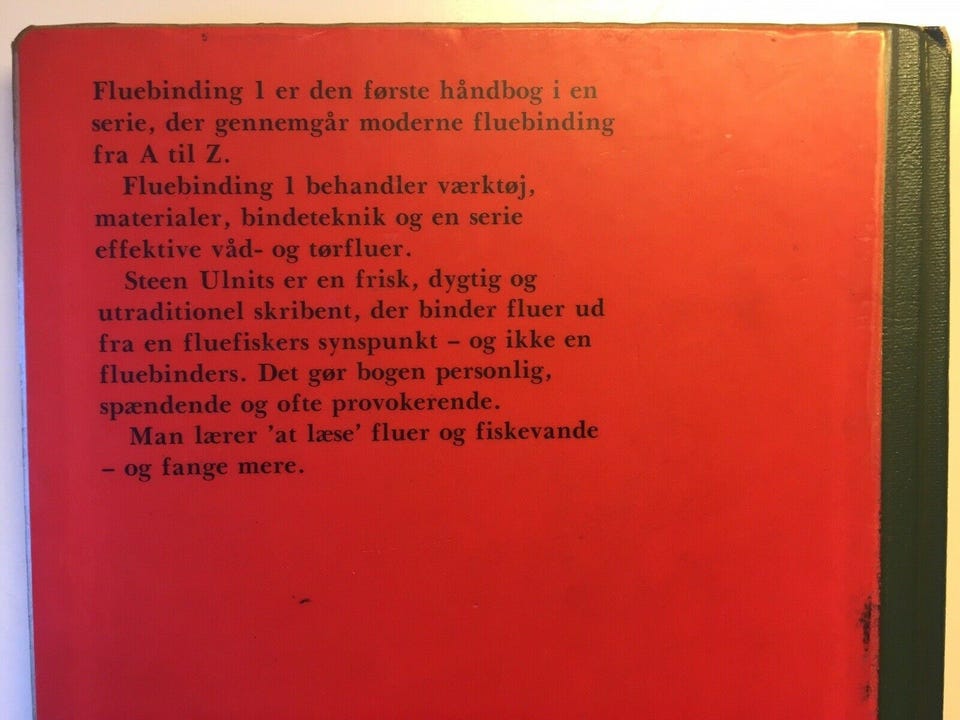 Fluebinding 1 er den første håndbog i en
serie, der gennemgår moderne fluebinding
fra A til Z.
Fluebinding 1 behandler værktøj,
materialer, bindeteknik og en serie
effektive våd- og tørfluer.
Steen Ulnits er en frisk, dygtig og
utraditionel skribent, der binder fluer ud
fra en fluefiskers synspunkt – og ikke en
fluebinders. Det gør bogen personlig,
spændende og ofte provokerende.
Man lærer 'at læse' fluer og fiskevande
– og fange mere.